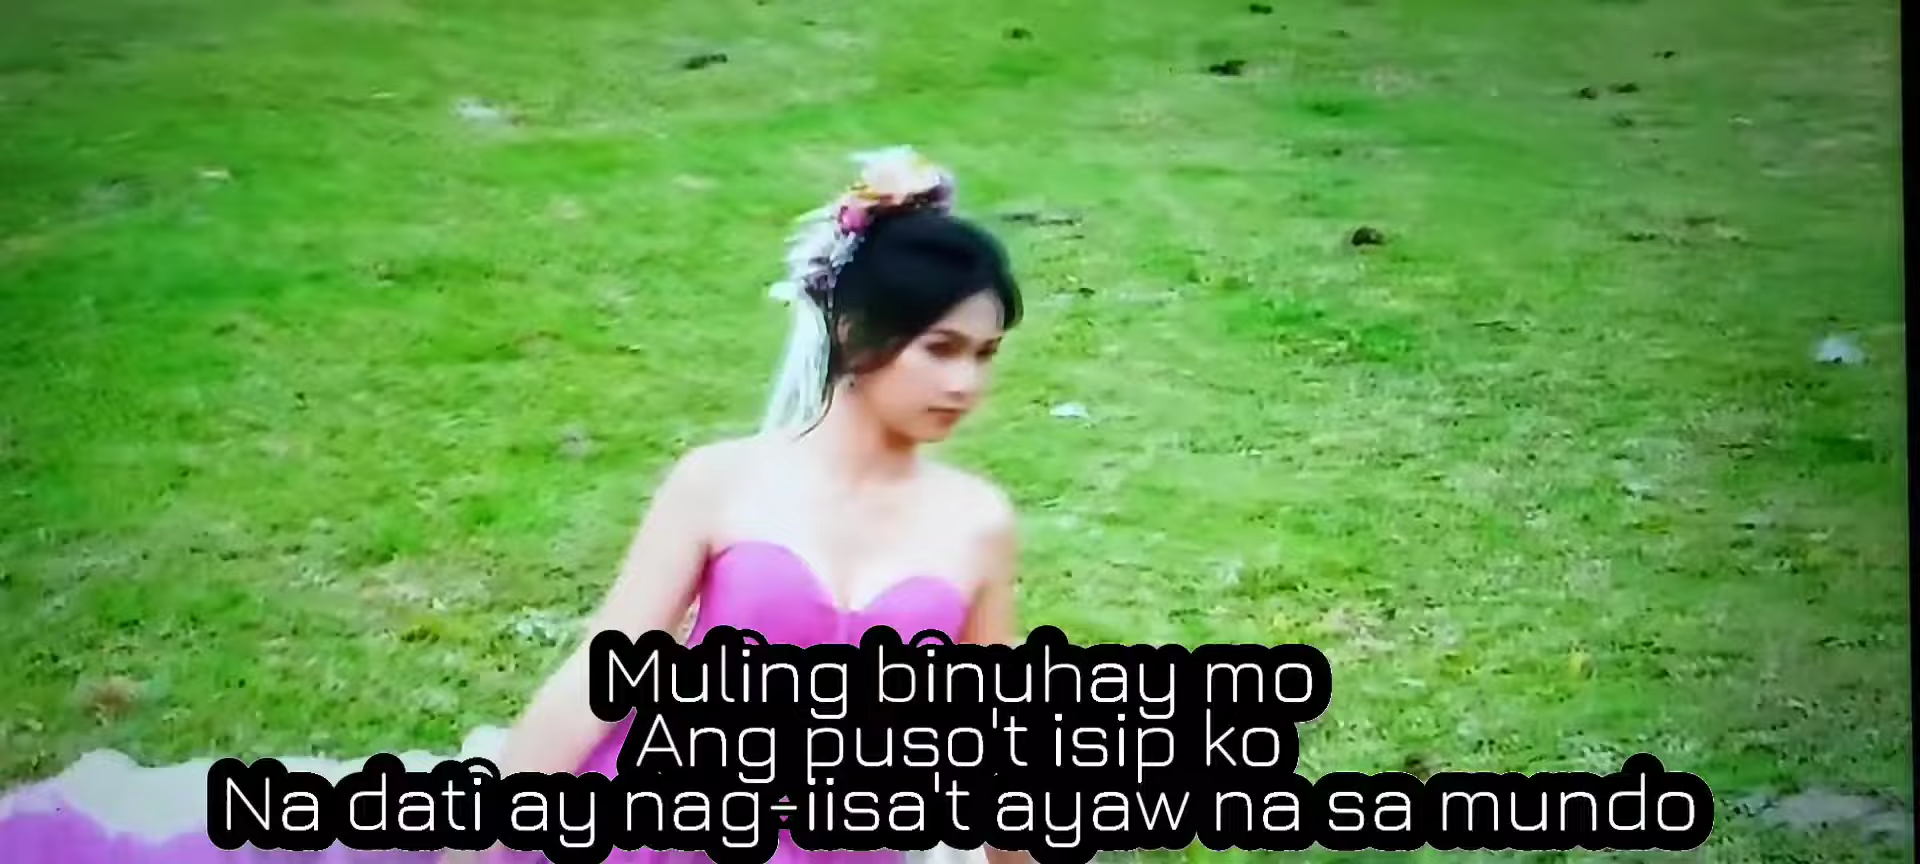 Muling binuhay mo
Ang puso't isip ko
Na dati ay nag-iisa't ayaw na sa mundo